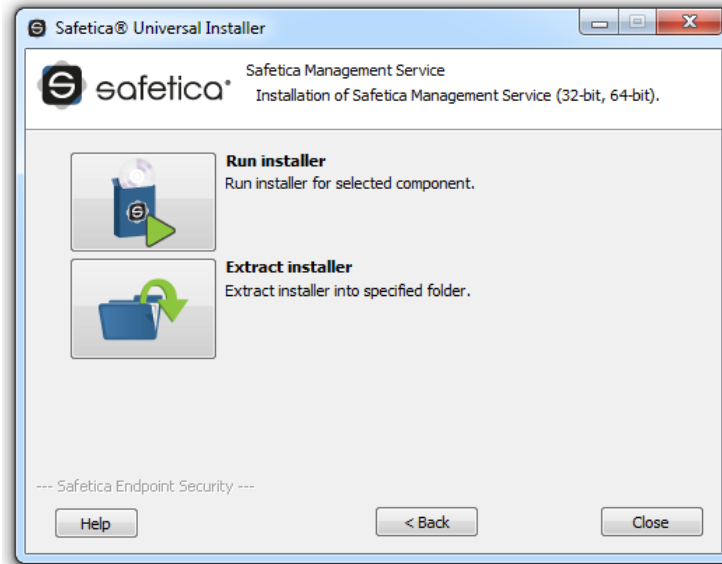 Safetica® Universal Installer
safetica®
Safetica Management Service
Installation of Safetica Management Service (32-bit, 64-bit).
Run installer
Run installer for selected component.
Extract installer
Extract installer into specified folder.
--- Safetica Endpoint Security ---
Help
< Back
Close